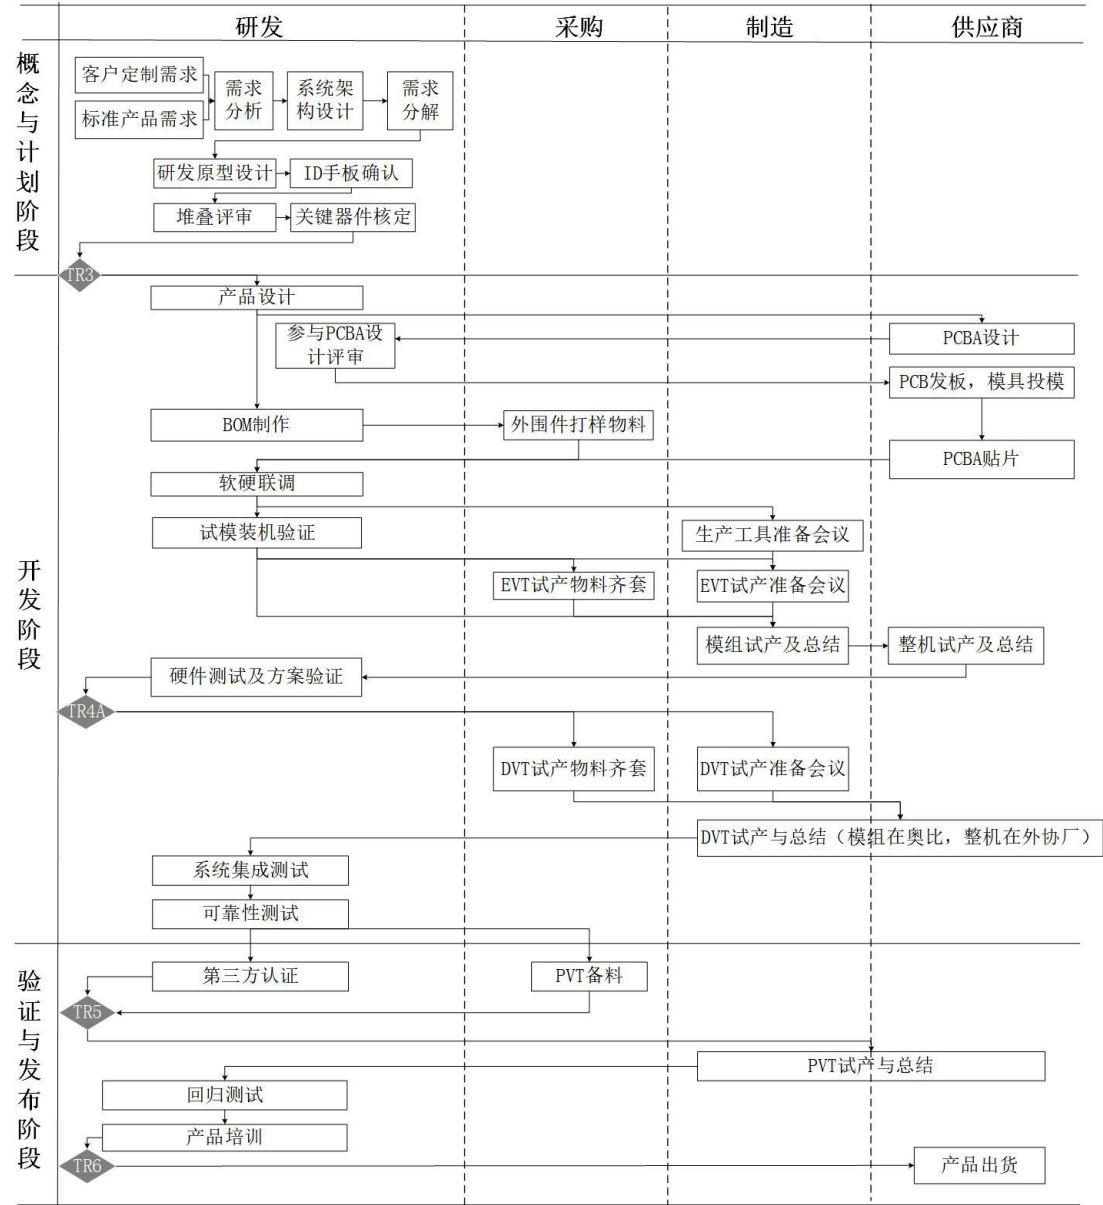 研发
采购
制造
供应商
概念与计划阶段
客户定制需求
标准产品需求
需求
分析
系统架
构设计
需求
分解
研发原型设计
ID手板确认
堆叠评审
关键器件核定
TR3
开发阶段
产品设计
参与PCBA设
计评审
PCBA设计
PCB发板，模具投模
BOM制作
外围件打样物料
PCBA贴片
软硬联调
试模装机验证
生产工具准备会议
EVT试产物料齐套
EVT试产准备会议
模组试产及总结
整机试产及总结
硬件测试及方案验证
TR4A
DVT试产物料齐套
DVT试产准备会议
DVT试产与总结（模组在奥比，整机在外协厂）
系统集成测试
可靠性测试
验证与发布阶段
第三方认证
PVT备料
TR5
PVT试产与总结
回归测试
产品培训
TR6
产品出货